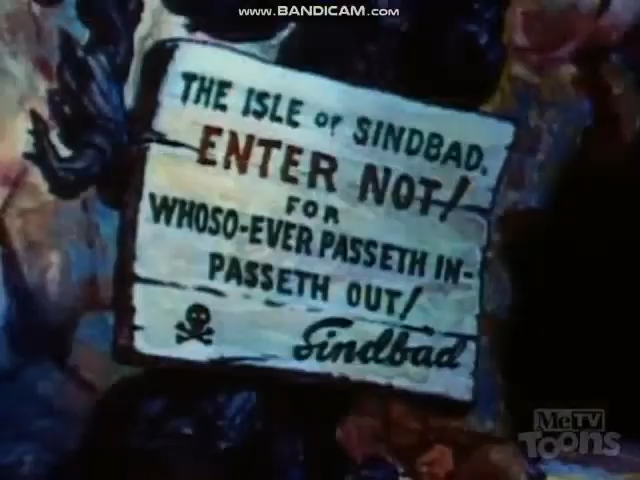 www.BANDICAM.com
THE ISLE OF SINDBAD.
ENTER NOT!
FOR
WHOSO-EVER PASSETH IN-
PASSETH OUT!
Sindbad
MeTV
Toons